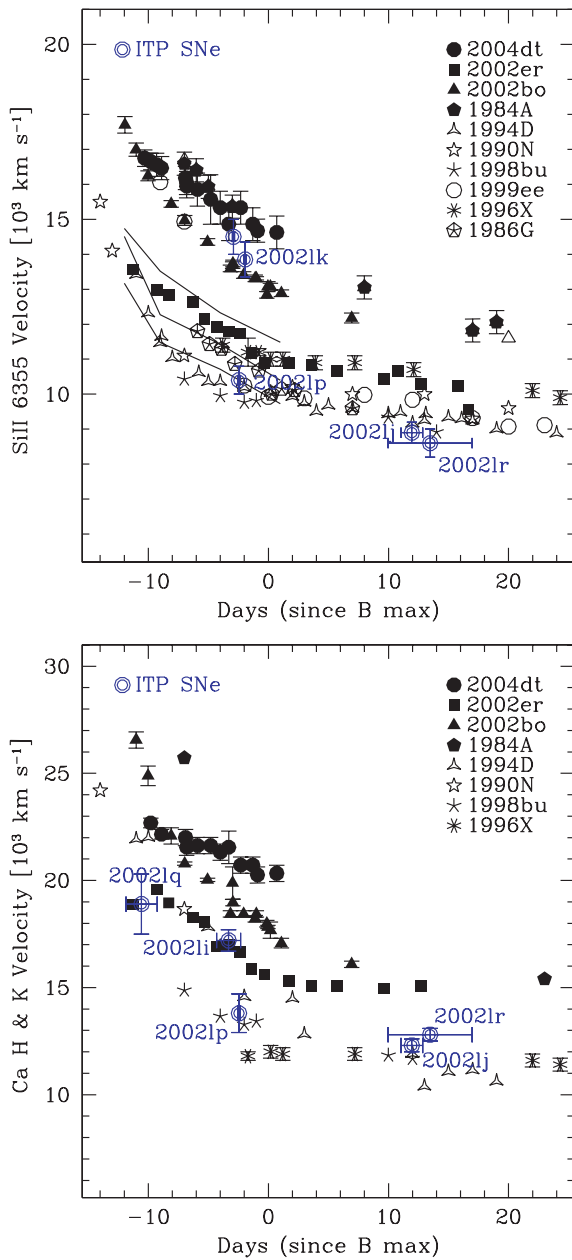 ITP SNe
2004dt
2002er
2002bo
1984A
1994D
1990N
1998bu
1999ee
1996X
1986G
2002lk
2002lp
2002lj
2002lr
15
10
-10
0
10
20
SiII 6355 Velocity [10³ km s⁻¹]
Days (since B max)
30
ITP SNe
2004dt
2002er
2002bo
1984A
1994D
1990N
1998bu
1996X
25
2002lq
20
2002li
15
2002lp
2002lr
2002lj
10
-10
0
10
20
Ca H & K Velocity [10³ km s⁻¹]
Days (since B max)